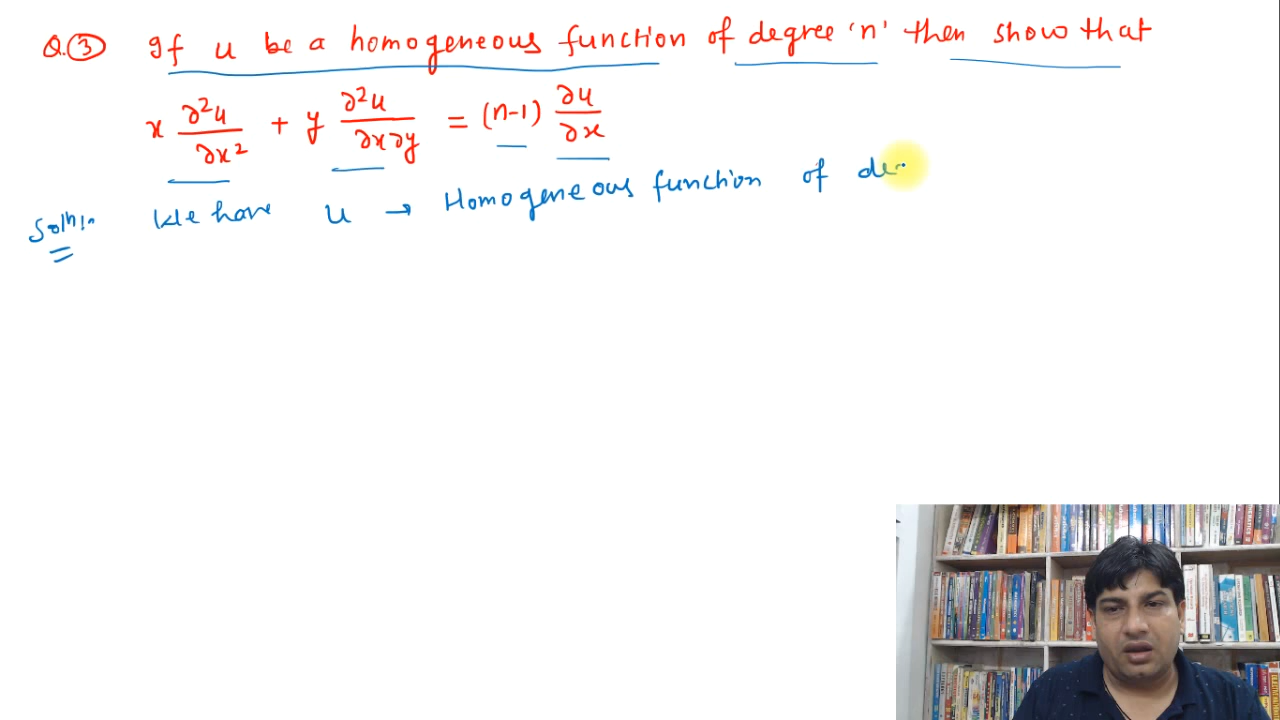 Q.③ If u be a homogeneous function of degree 'n' then show that
x ∂²u/∂x² + y ∂²u/∂x∂y = (n-1) ∂u/∂x
Solⁿ:- We have u → Homogeneous function of de